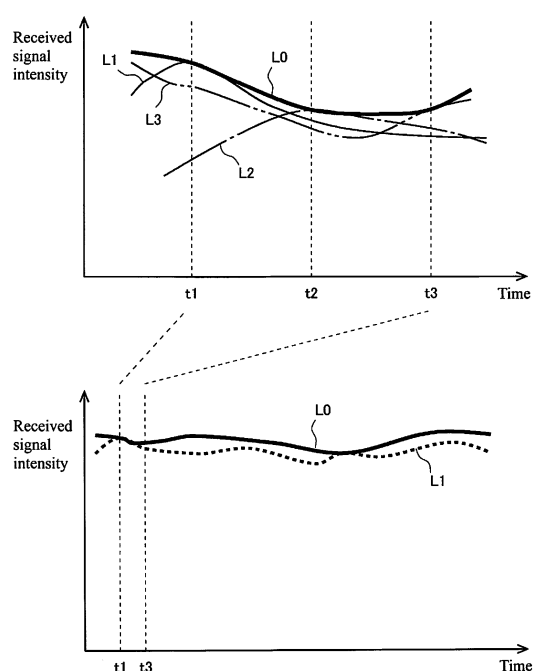 Received
signal
intensity
L1
L0
L3
L2
t1
t2
t3
Time
Received
signal
intensity
L0
L1
t1
t3
Time